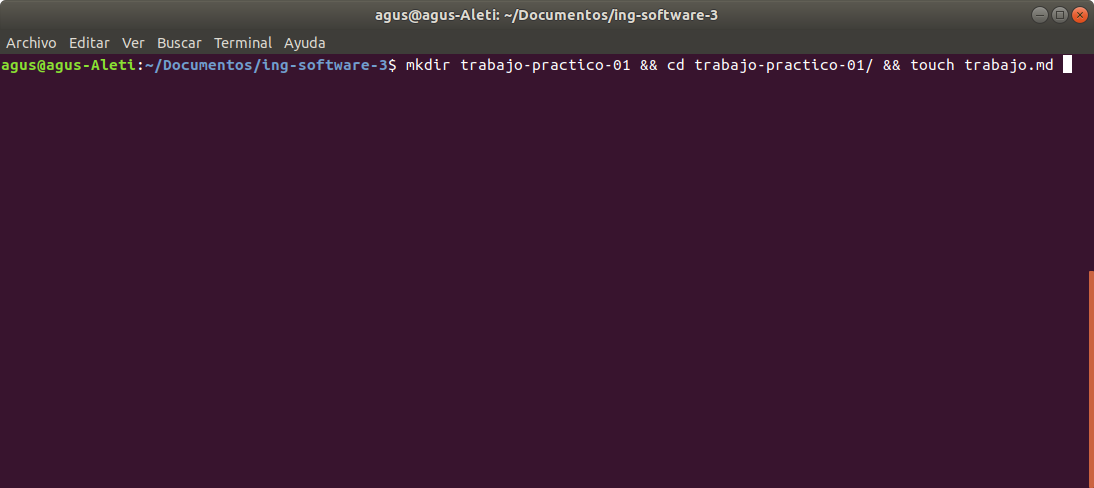 agus@agus-Aleti: ~/Documentos/ing-software-3
Archivo Editar Ver Buscar Terminal Ayuda
agus@agus-Aleti:~/Documentos/ing-software-3$ mkdir trabajo-practico-01 && cd trabajo-practico-01/ && touch trabajo.md